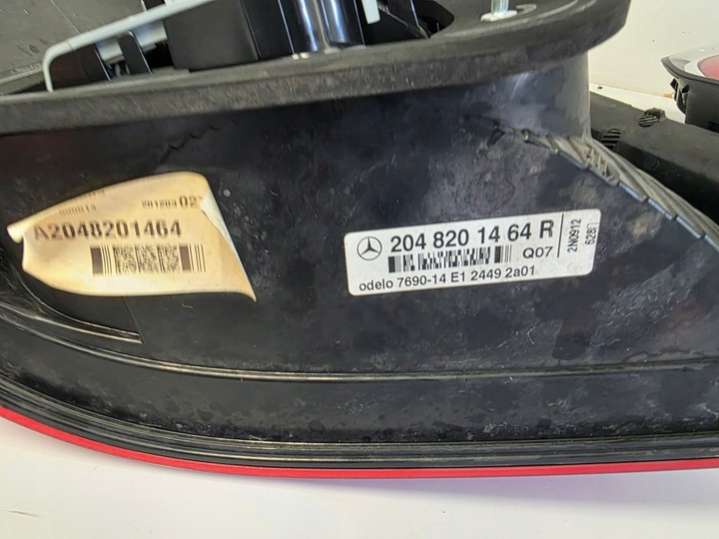 A2048201464
204 820 14 64 R
Q07
odelo 7690-14 E1 2449 2a01
2N0912